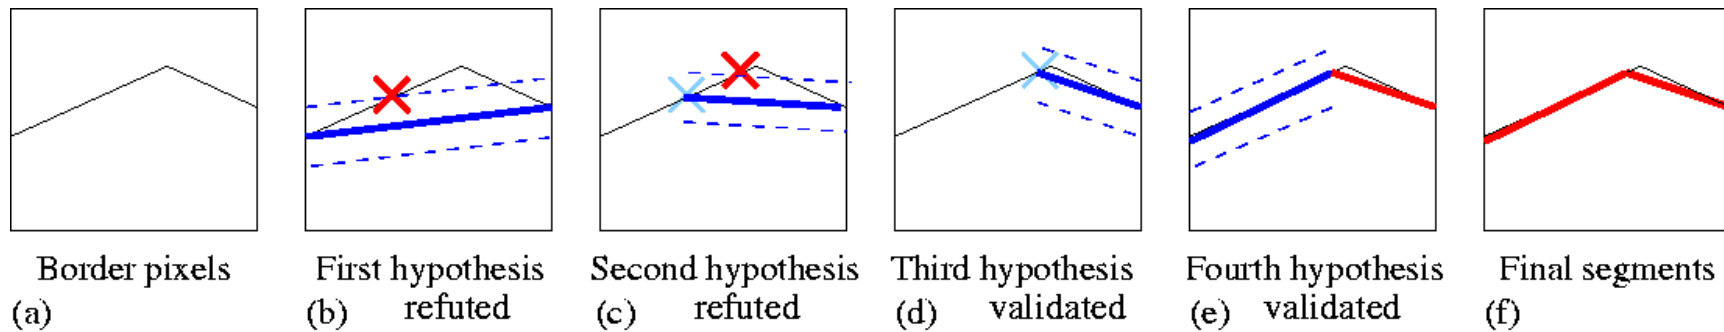 Border pixels
(a)
First hypothesis
(b) refuted
Second hypothesis
(c) refuted
Third hypothesis
(d) validated
Fourth hypothesis
(e) validated
Final segments
(f)